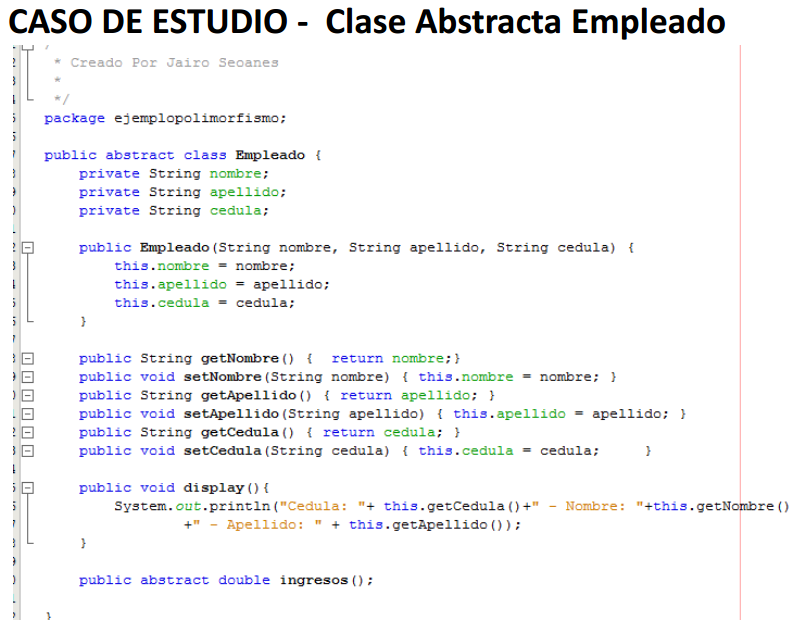 CASO DE ESTUDIO -  Clase Abstracta Empleado
* Creado Por Jairo Seoanes
*
*/
package ejemplopolimorfismo;
public abstract class Empleado {
private String nombre;
private String apellido;
private String cedula;
public Empleado(String nombre, String apellido, String cedula) {
this.nombre = nombre;
this.apellido = apellido;
this.cedula = cedula;
}
public String getNombre() {  return nombre;}
public void setNombre(String nombre) { this.nombre = nombre; }
public String getApellido() { return apellido; }
public void setApellido(String apellido) { this.apellido = apellido; }
public String getCedula() { return cedula; }
public void setCedula(String cedula) { this.cedula = cedula;     }
public void display(){
System.out.println("Cedula: "+ this.getCedula()+" - Nombre: "+this.getNombre()
+" - Apellido: " + this.getApellido());
}
public abstract double ingresos();
}